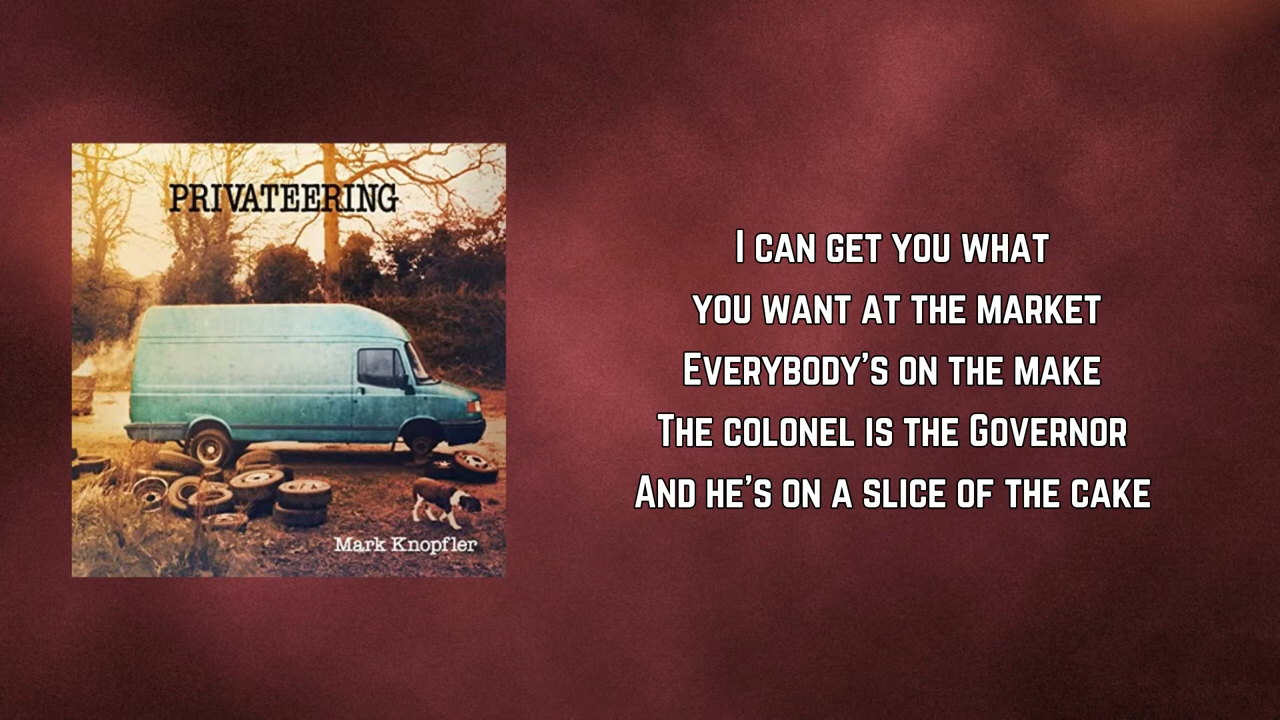 PRIVATEERING
Mark Knopfler
I can get you what
you want at the market
Everybody's on the make
The colonel is the Governor
And he's on a slice of the cake